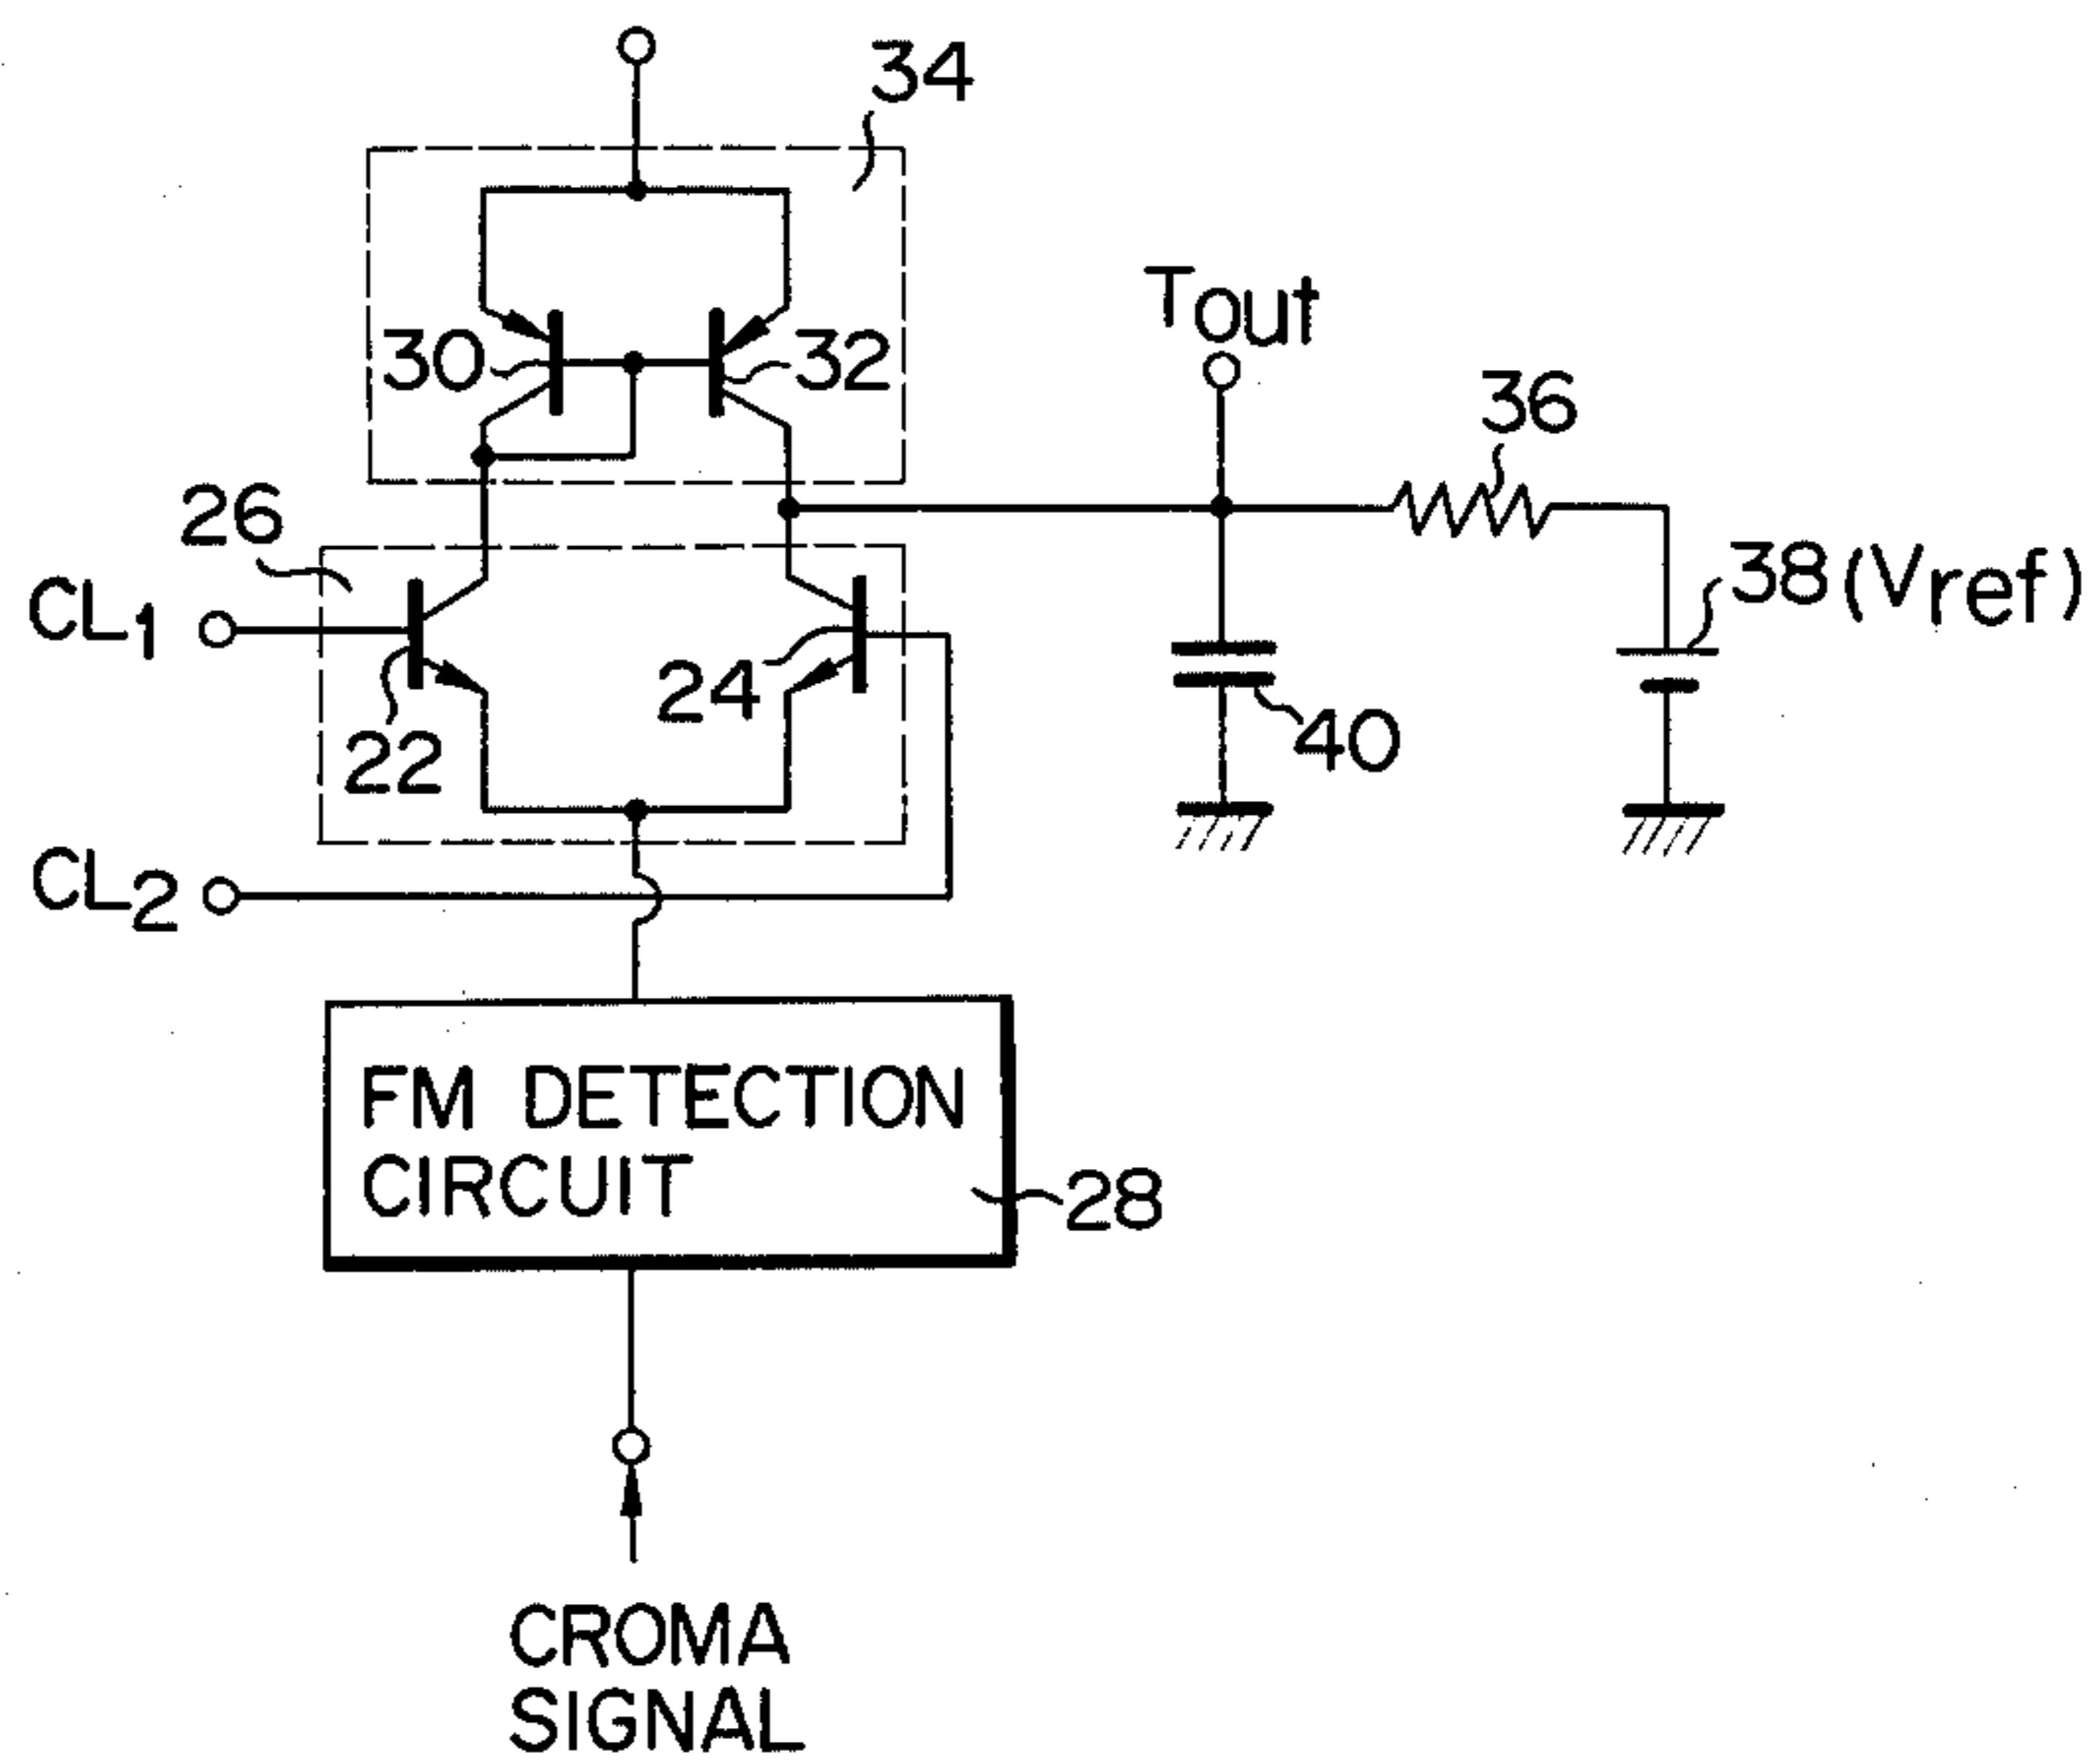 34
Tout
30
32
36
26
38 (Vref)
CL1
24
40
22
CL2
FM DETECTION
CIRCUIT
28
CROMA
SIGNAL